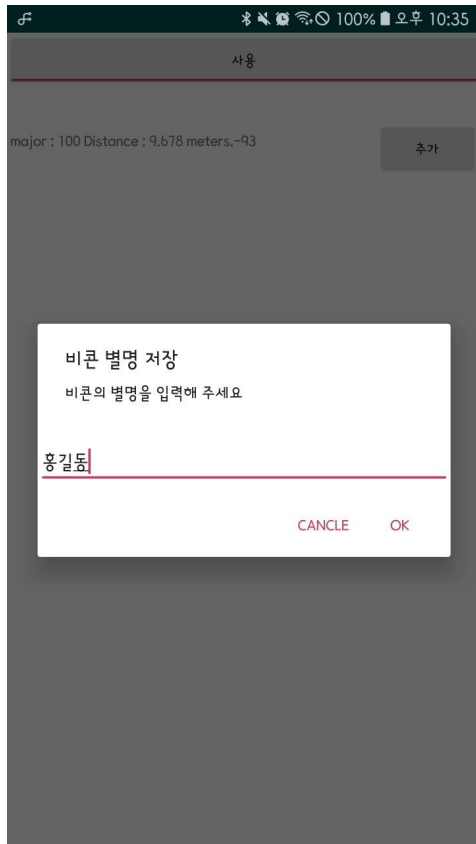 100% 오후 10:35
사용
major : 100 Distance : 9.678 meters.-93
추가
비콘 별명 저장
비콘의 별명을 입력해 주세요
홍길동
CANCLE OK